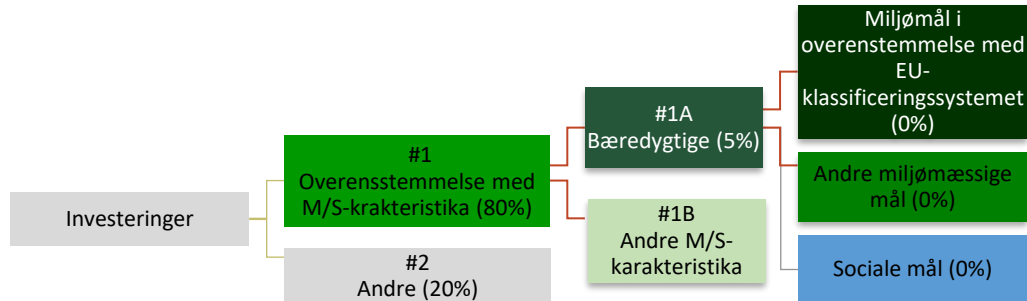 Investeringer
#1
Overensstemmelse med
M/S-krakteristika (80%)
#2
Andre (20%)
#1A
Bæredygtige (5%)
#1B
Andre M/S-
karakteristika
Miljømål i
overenstemmelse med
EU-
klassificeringssystemet
(0%)
Andre miljømæssige
mål (0%)
Sociale mål (0%)